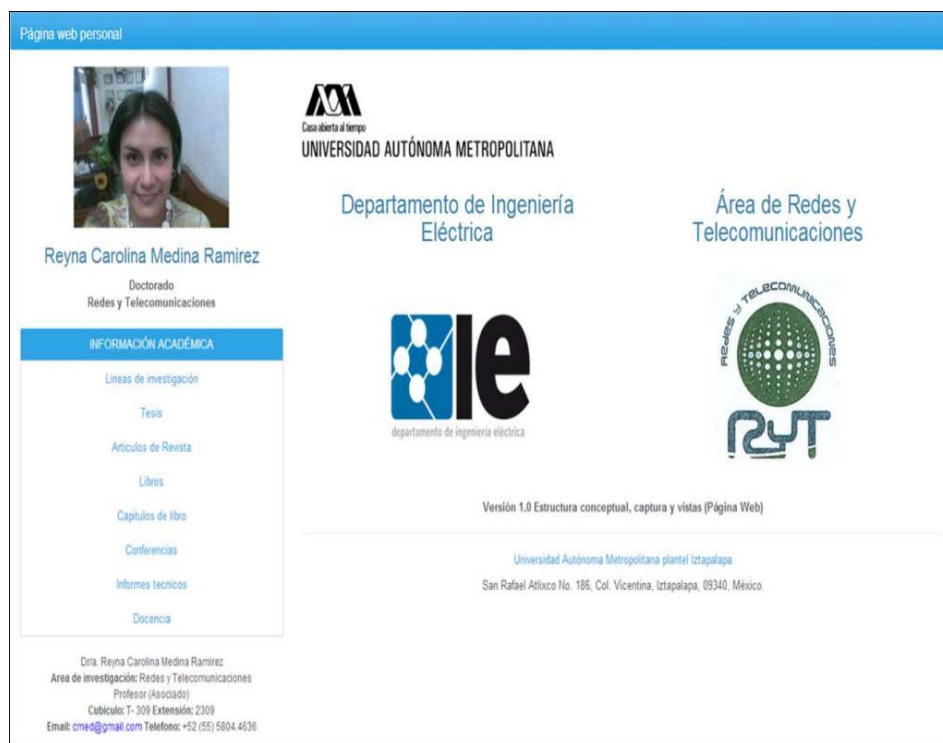 Página web personal
Reyna Carolina Medina Ramirez
Doctorado
Redes y Telecomunicaciones
INFORMACIÓN ACADÉMICA
Lineas de investigación
Tesis
Articulos de Revista
Libros
Capitulos de libro
Conferencias
Informes tecnicos
Docencia
Dr/a. Reyna Carolina Medina Ramirez
Area de investigación: Redes y Telecomunicaciones
Profesor (Asociado)
Cubículo: T- 309 Extensión: 2309
Email: cmed@gmail.com Telefono: +52 (55) 5804.4636
Casa abierta al tiempo
UNIVERSIDAD AUTÓNOMA METROPOLITANA
Departamento de Ingeniería
Eléctrica
ie
departamento de ingeniería eléctrica
Área de Redes y
Telecomunicaciones
Redes y Telecomunicaciones
RyT
Versión 1.0 Estructura conceptual, captura y vistas (Página Web)
Universidad Autónoma Metropolitana plantel Iztapalapa
San Rafael Atlixco No. 186, Col. Vicentina, Iztapalapa, 09340, México.